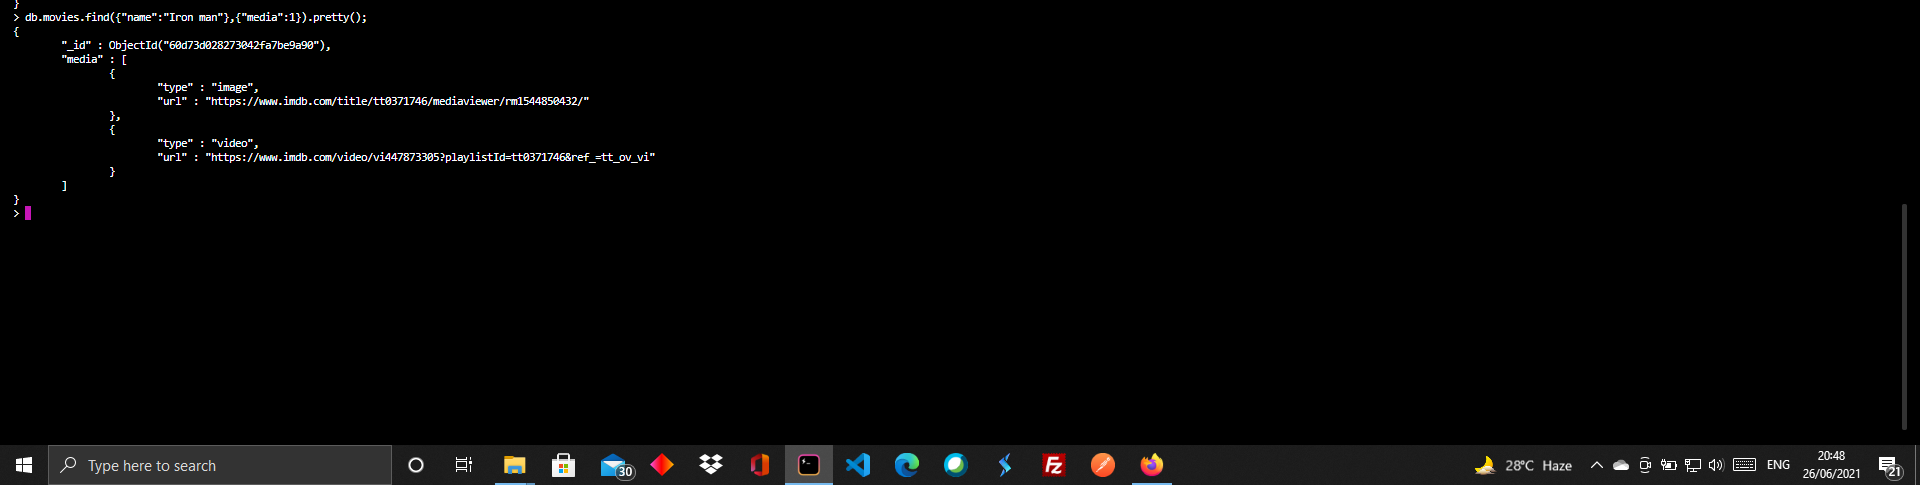 }
> db.movies.find({"name":"Iron man"},{"media":1}).pretty();
{
"_id" : ObjectId("60d73d028273042fa7be9a90"),
"media" : [
{
"type" : "image",
"url" : "https://www.imdb.com/title/tt0371746/mediaviewer/rm1544850432/"
},
{
"type" : "video",
"url" : "https://www.imdb.com/video/vi447873305?playlistId=tt0371746&ref_=tt_ov_vi"
}
]
}
>
Type here to search
30
Fz
28°C Haze
ENG
20:48
26/06/2021
21